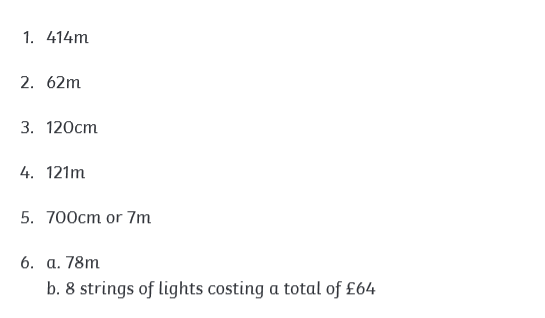 1. 414m
2. 62m
3. 120cm
4. 121m
5. 700cm or 7m
6. a. 78m
b. 8 strings of lights costing a total of £64